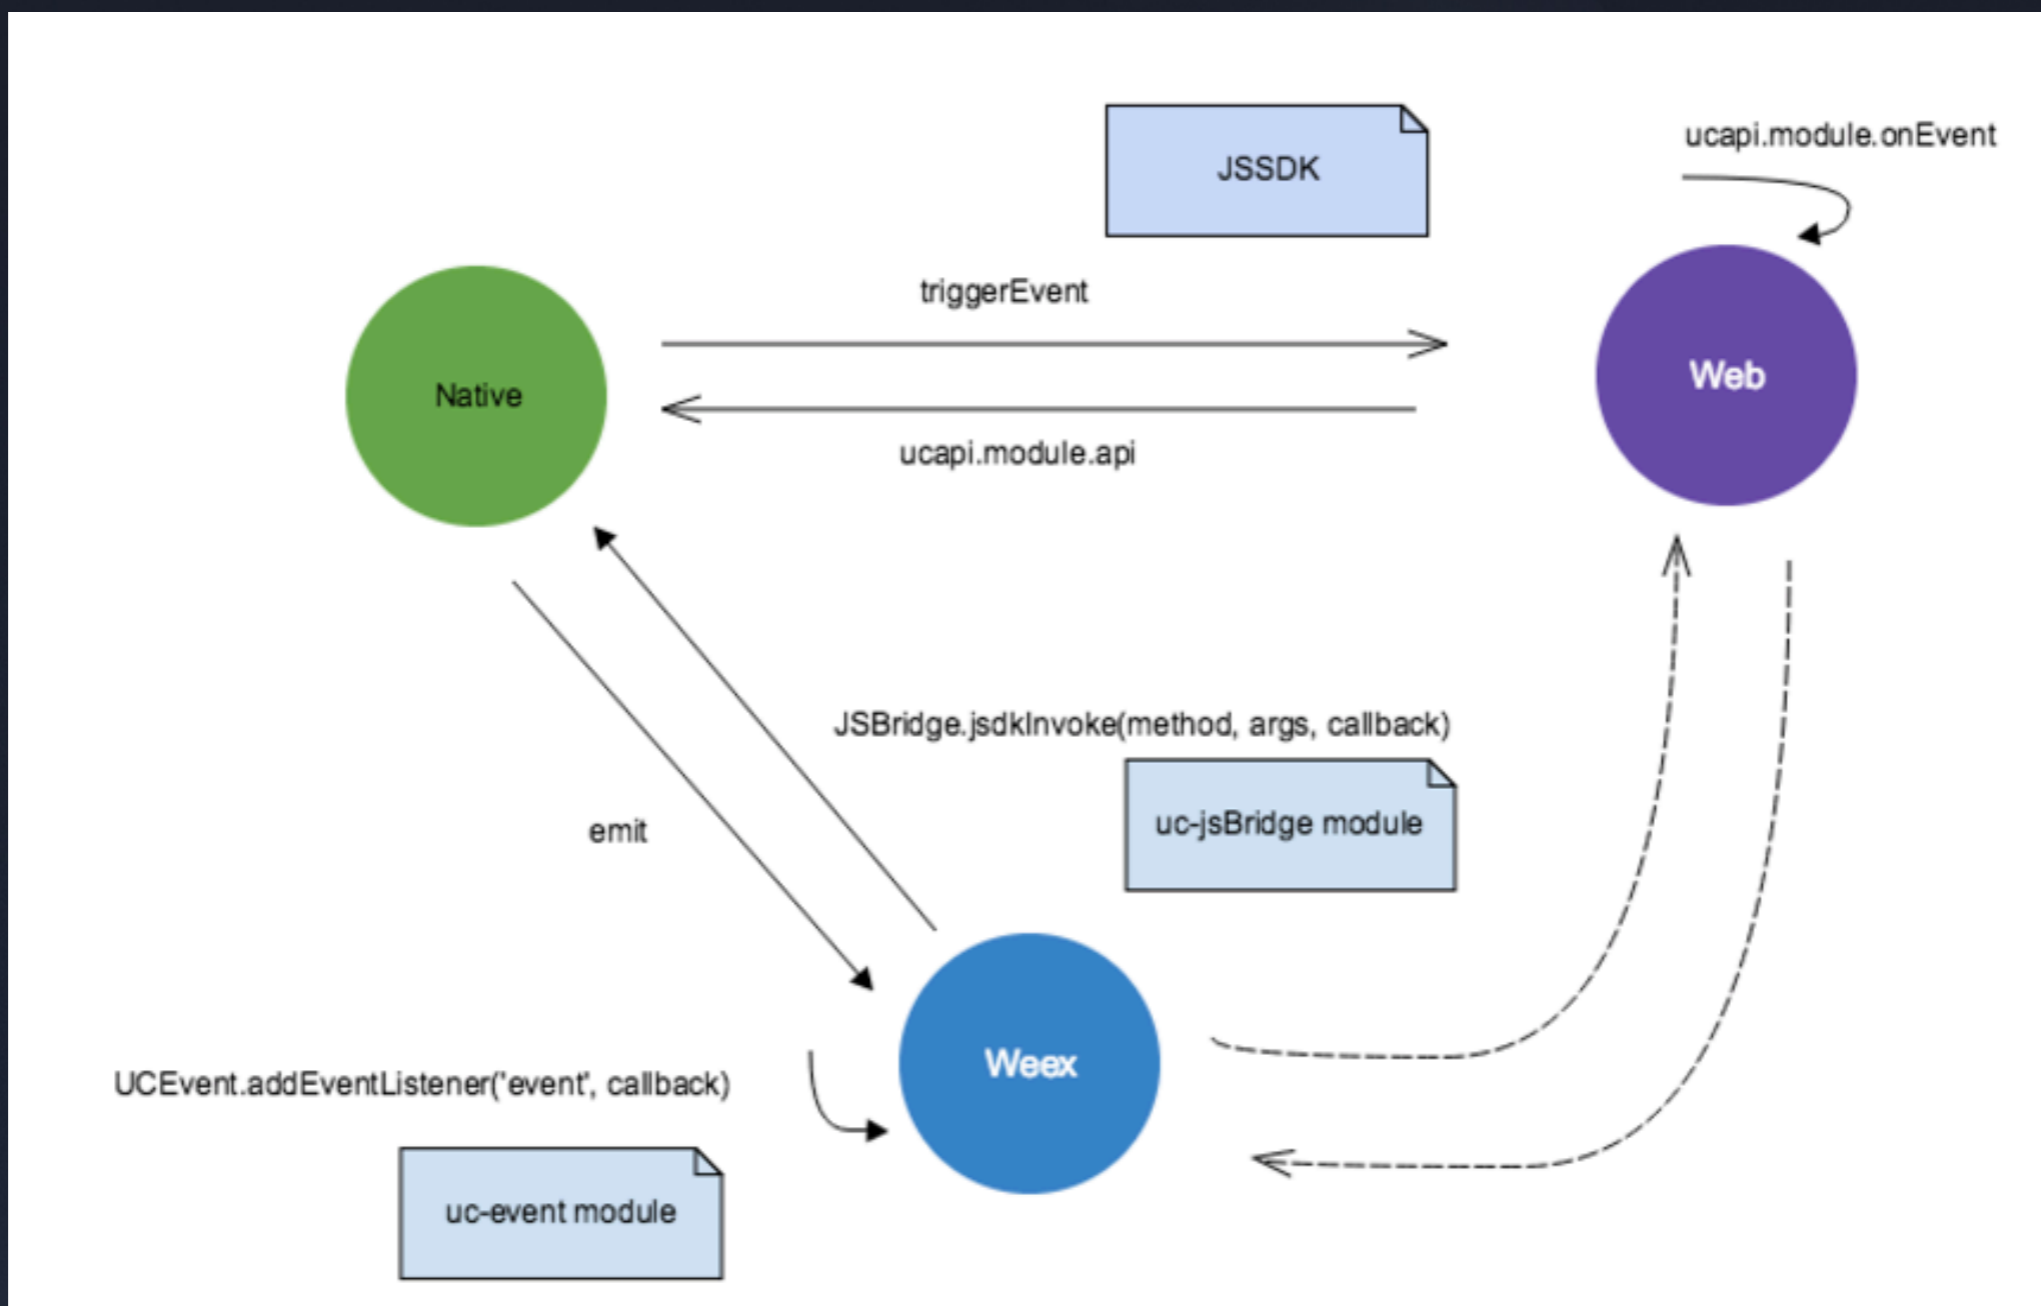 JSSDK
ucapi.module.onEvent
triggerEvent
Native
Web
ucapi.module.api
JSBridge.jsdkInvoke(method, args, callback)
uc-jsBridge module
emit
Weex
UCEvent.addEventListener('event', callback)
uc-event module